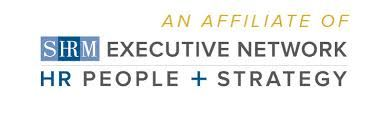 AN AFFILIATE OF
SHRM EXECUTIVE NETWORK
HR PEOPLE + STRATEGY